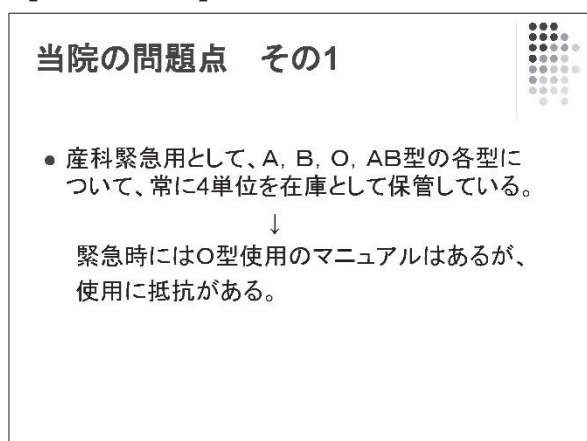 当院の問題点　その1
● 産科緊急用として、A, B, O, AB型の各型に
ついて、常に4単位を在庫として保管している。
↓
緊急時にはO型使用のマニュアルはあるが、
使用に抵抗がある。